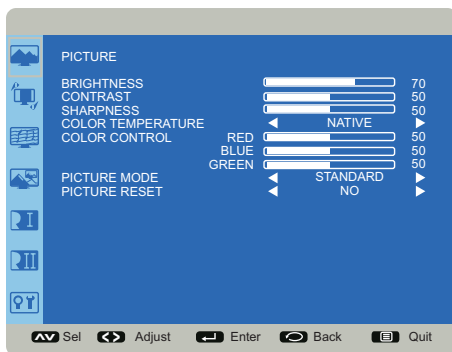 PICTURE
BRIGHTNESS 70
CONTRAST 50
SHARPNESS 50
COLOR TEMPERATURE NATIVE
COLOR CONTROL RED 50
BLUE 50
GREEN 50
PICTURE MODE STANDARD
PICTURE RESET NO
Sel Adjust Enter Back Quit